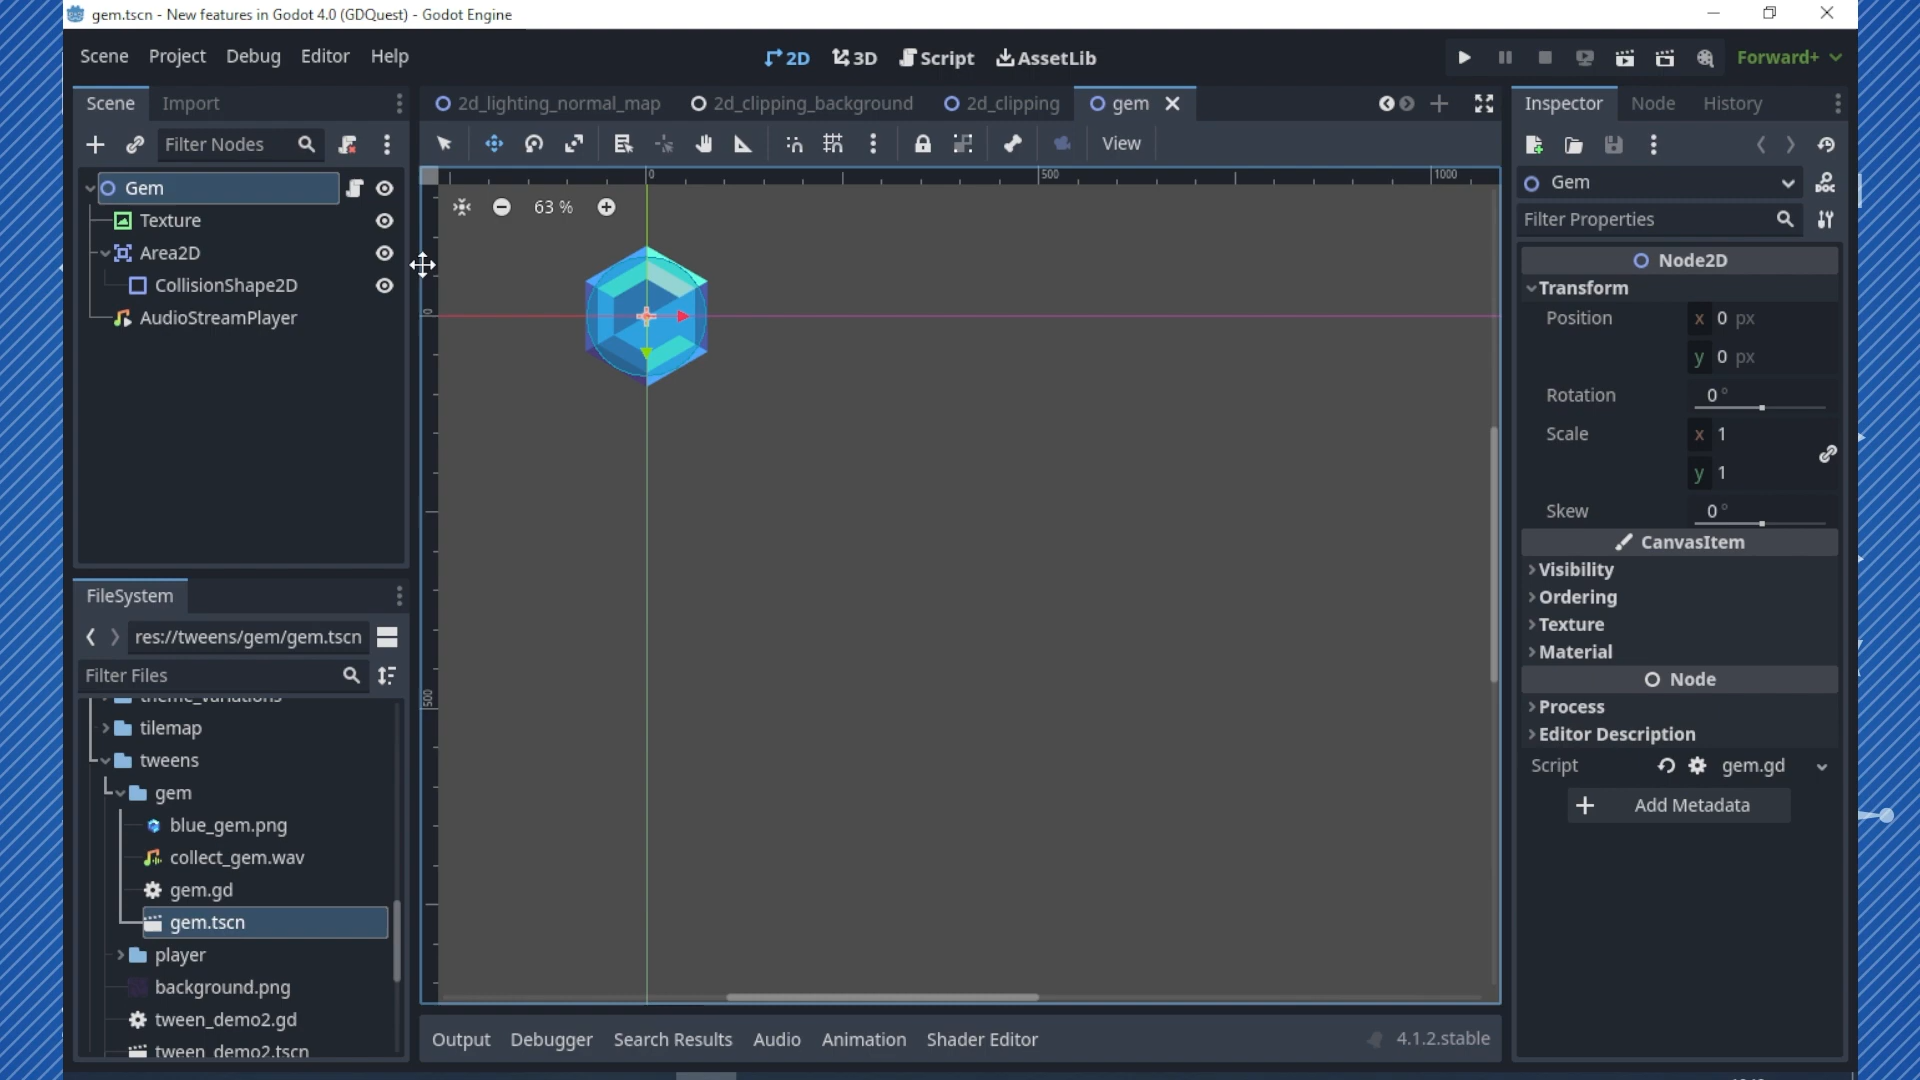 gem.tscn - New features in Godot 4.0 (GDQuest) - Godot Engine
Scene Project Debug Editor Help
2D 3D Script AssetLib
Forward+
Scene Import
2d_lighting_normal_map 2d_clipping_background 2d_clipping gem
Inspector Node History
Filter Nodes
View
Gem
Texture
Area2D
CollisionShape2D
AudioStreamPlayer
0 500 1000
63 %
0
500
Gem
Filter Properties
Node2D
Transform
Position x 0 px
y 0 px
Rotation 0 °
Scale x 1
y 1
Skew 0 °
CanvasItem
Visibility
Ordering
Texture
Material
Node
Process
Editor Description
Script gem.gd
Add Metadata
FileSystem
res://tweens/gem/gem.tscn
Filter Files
theme_variations
tilemap
tweens
gem
blue_gem.png
collect_gem.wav
gem.gd
gem.tscn
player
background.png
tween_demo2.gd
tween_demo2.tscn
Output Debugger Search Results Audio Animation Shader Editor
4.1.2.stable